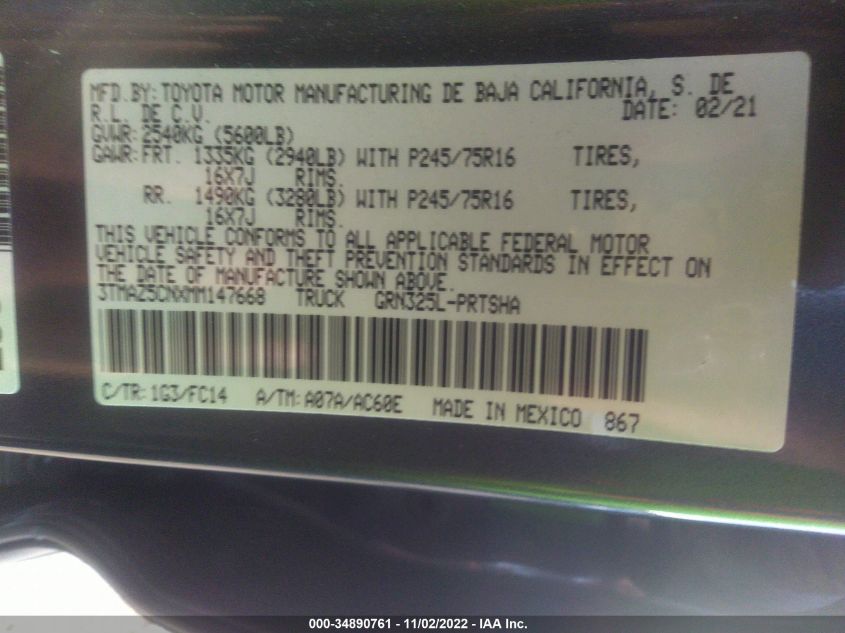 MFD.BY: TOYOTA MOTOR MANUFACTURING DE BAJA CALIFORNIA, S. DE
R.L. DE C.V. DATE: 02/21
GVWR: 2540KG (5600LB)
GAWR: FRT. 1335KG (2940LB) WITH P245/75R16 TIRES,
16X7J RIMS.
RR. 1490KG (3280LB) WITH P245/75R16 TIRES,
16X7J RIMS.
THIS VEHICLE CONFORMS TO ALL APPLICABLE FEDERAL MOTOR
VEHICLE SAFETY AND THEFT PREVENTION STANDARDS IN EFFECT ON
THE DATE OF MANUFACTURE SHOWN ABOVE.
3TMAZ5CNXMM147668 TRUCK GRN325L-PRTSHA
C/TR: 1G3/FC14 A/TM: A07A/AC60E MADE IN MEXICO 867
000-34890761 - 11/02/2022 - IAA Inc.